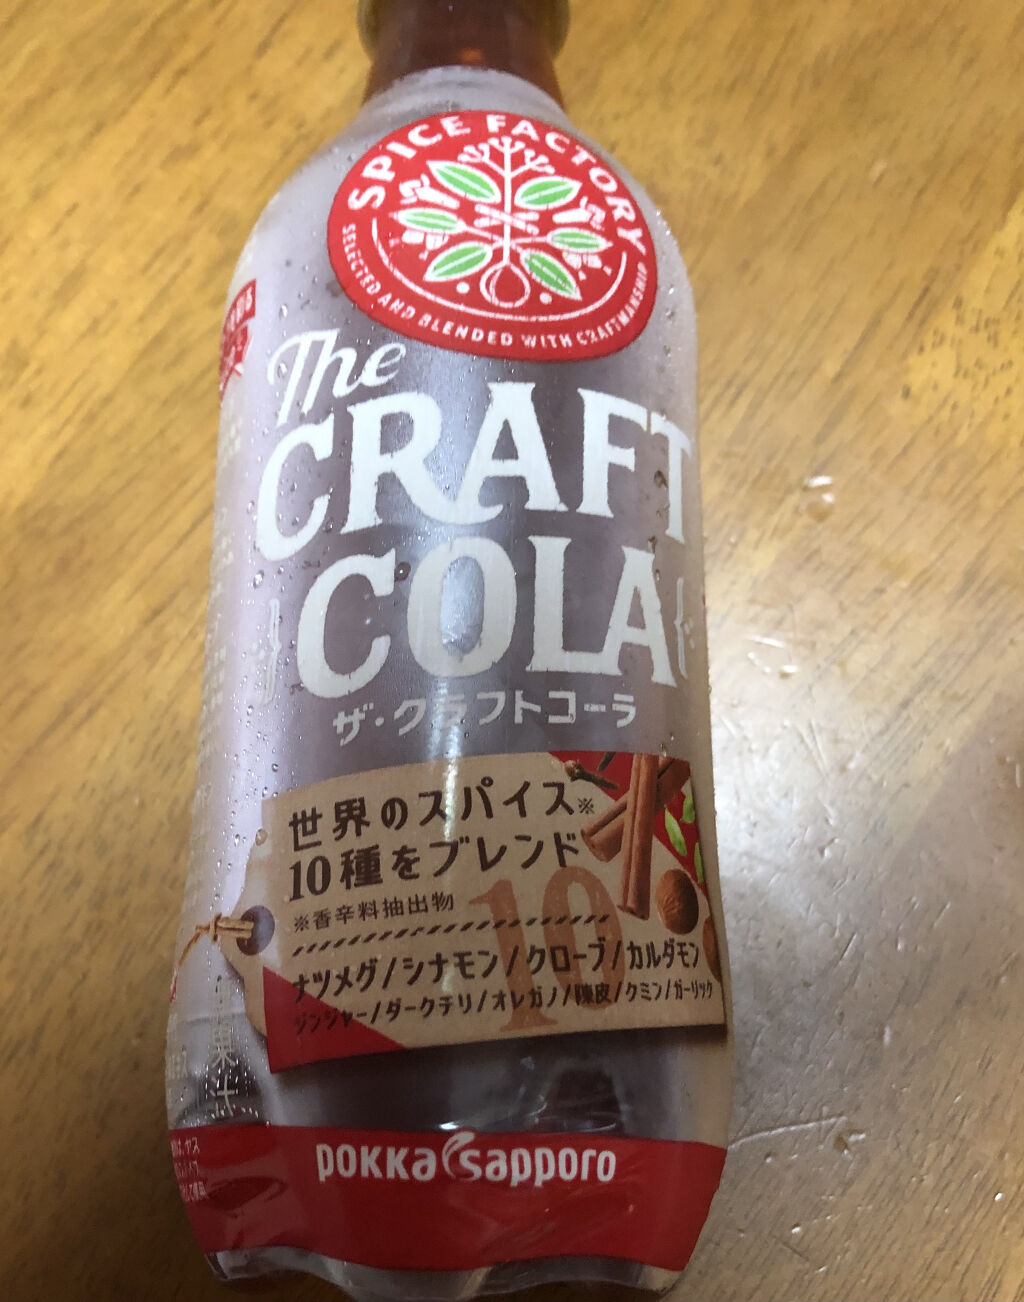 SPICE FACTORY
SELECTED AND BLENDED WITH CRAFTMANSHIP
The
CRAFT
COLA
ザ・クラフトコーラ
世界のスパイス※
10種をブレンド
※香辛料抽出物
10
ナツメグ/シナモン/クローブ/カルダモン
ジンジャー/ダークチリ/オレガノ/陳皮/クミン/ガーリック
果汁
POKKA sapporo